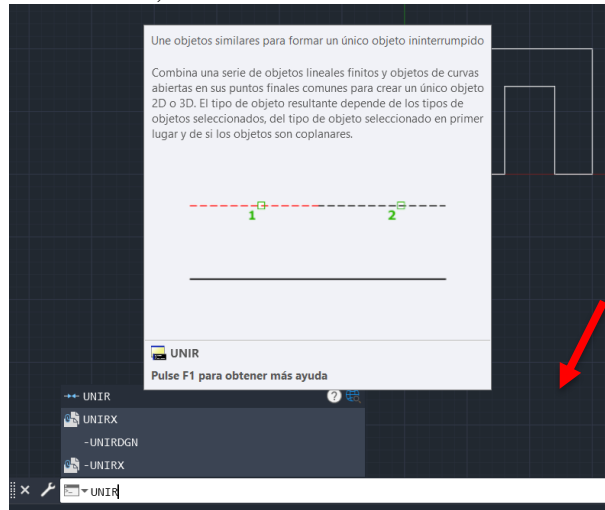 Une objetos similares para formar un único objeto ininterrumpido
Combina una serie de objetos lineales finitos y objetos de curvas
abiertas en sus puntos finales comunes para crear un único objeto
2D o 3D. El tipo de objeto resultante depende de los tipos de
objetos seleccionados, del tipo de objeto seleccionado en primer
lugar y de si los objetos son coplanares.
1 2
UNIR
Pulse F1 para obtener más ayuda
UNIR
UNIRX
-UNIRDGN
-UNIRX
UNIR